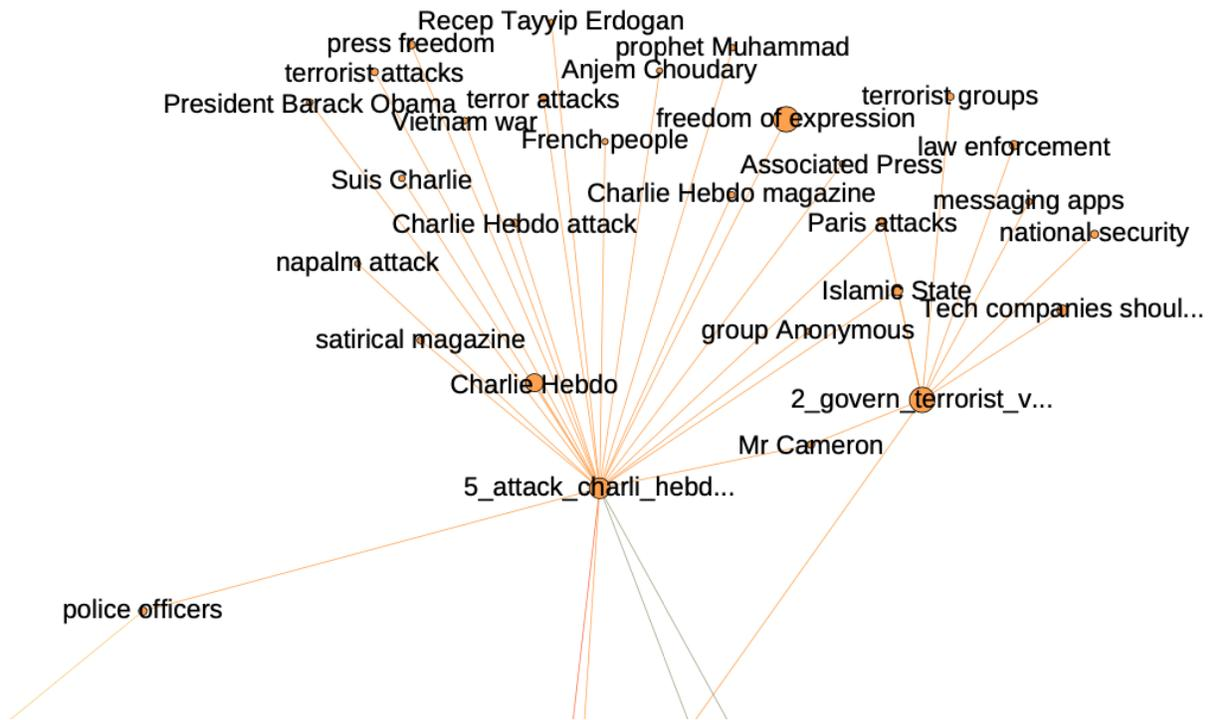 Recep Tayyip Erdogan
press freedom
prophet Muhammad
terrorist attacks
Anjem Choudary
President Barack Obama
terror attacks
terrorist groups
Vietnam war
freedom of expression
French people
law enforcement
Associated Press
Suis Charlie
Charlie Hebdo magazine
messaging apps
Charlie Hebdo attack
Paris attacks
national security
napalm attack
Islamic State
Tech companies shoul...
group Anonymous
satirical magazine
Charlie Hebdo
2_govern_terrorist_v...
Mr Cameron
5_attack_charli_hebd...
police officers